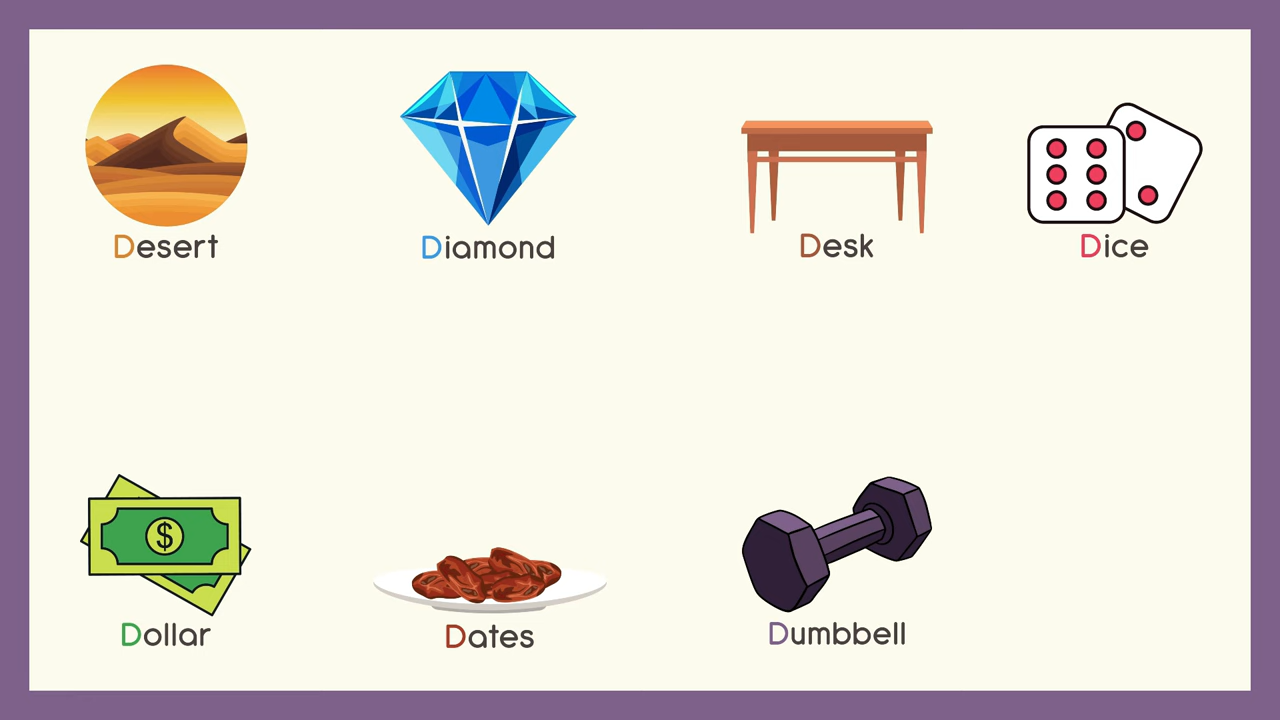 Desert
Diamond
Desk
Dice
$
Dollar
Dates
Dumbbell